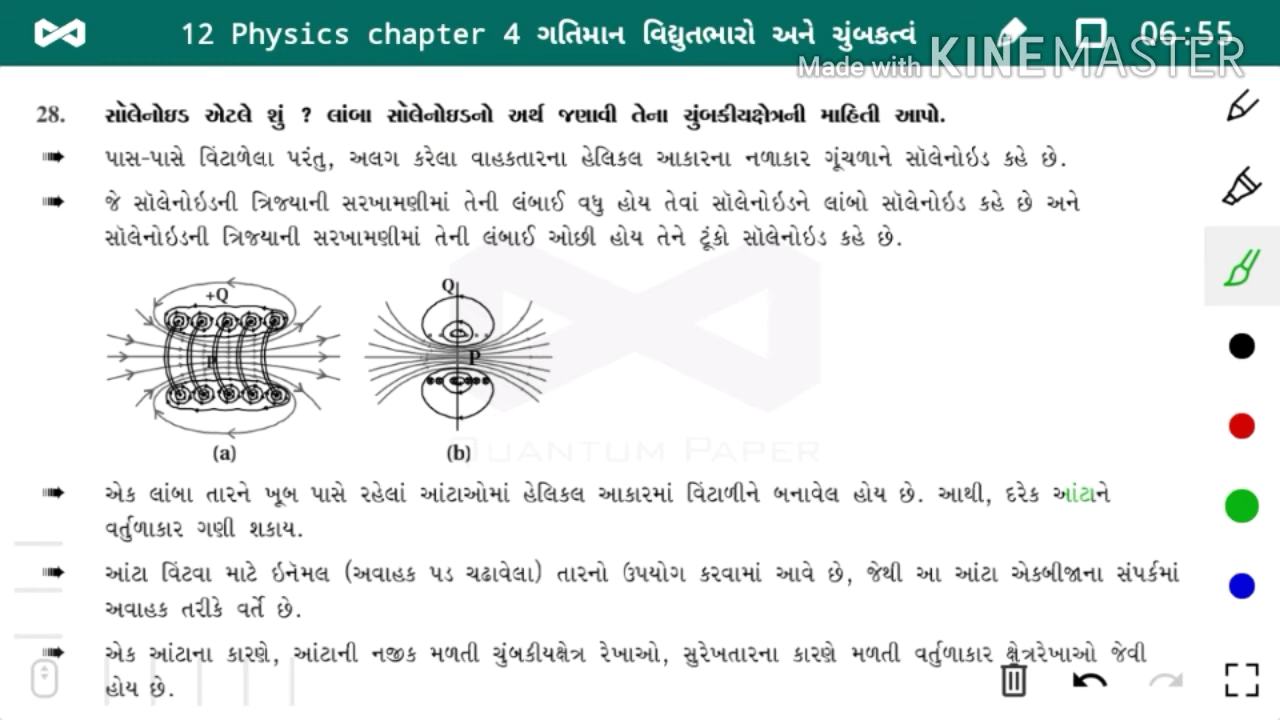 12 Physics chapter 4 ગતિમાન વિદ્યુતભારો અને ચુંબકત્વં
06:55
Made with KINEMASTER
28. સૉલેનોઇડ એટલે શું ? લાંબા સૉલેનોઇડનો અર્થ જણાવી તેના ચુંબકીયક્ષેત્રની માહિતી આપો.
પાસ-પાસે વિંટાળેલા પરંતુ, અલગ કરેલા વાહકતારના હેલિકલ આકારના નળાકાર ગૂંચળાને સૉલેનોઇડ કહે છે.
જે સૉલેનોઇડની ત્રિજ્યાની સરખામણીમાં તેની લંબાઈ વધુ હોય તેવાં સૉલેનોઇડને લાંબો સૉલેનોઇડ કહે છે અને
સૉલેનોઇડની ત્રિજ્યાની સરખામણીમાં તેની લંબાઈ ઓછી હોય તેને ટૂંકો સૉલેનોઇડ કહે છે.
+Q
P
(a)
Q
P
(b)
QUANTUM PAPER
એક લાંબા તારને ખૂબ પાસે રહેલાં આંટાઓમાં હેલિકલ આકારમાં વિંટાળીને બનાવેલ હોય છે. આથી, દરેક આંટાને
વર્તુળાકાર ગણી શકાય.
આંટા વિંટવા માટે ઇનૅમલ (અવાહક પડ ચઢાવેલા) તારનો ઉપયોગ કરવામાં આવે છે, જેથી આ આંટા એકબીજાના સંપર્કમાં
અવાહક તરીકે વર્તે છે.
એક આંટાના કારણે, આંટાની નજીક મળતી ચુંબકીયક્ષેત્ર રેખાઓ, સુરેખતારના કારણે મળતી વર્તુળાકાર ક્ષેત્રરેખાઓ જેવી
હોય છે.